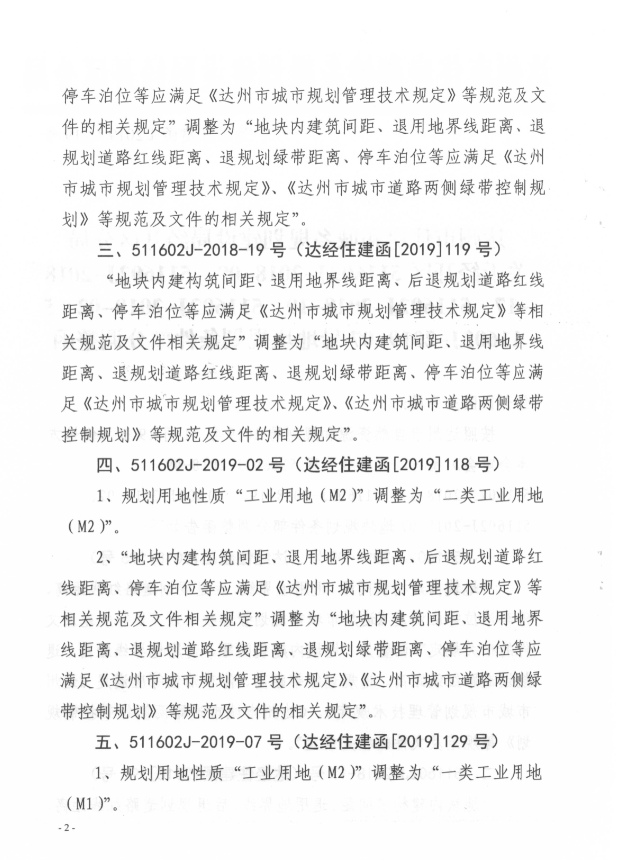 停车泊位等应满足《达州市城市规划管理技术规定》等规范及文
件的相关规定”调整为“地块内建筑间距、退用地界线距离、退
规划道路红线距离、退规划绿带距离、停车泊位等应满足《达州
市城市规划管理技术规定》、《达州市城市道路两侧绿带控制规
划》等规范及文件的相关规定”。
三、511602J-2018-19 号（达经住建函[2019]119 号）
“地块内建构筑间距、退用地界线距离、后退规划道路红线
距离、停车泊位等应满足《达州市城市规划管理技术规定》等相
关规范及文件相关规定”调整为“地块内建筑间距、退用地界线
距离、退规划道路红线距离、退规划绿带距离、停车泊位等应满
足《达州市城市规划管理技术规定》、《达州市城市道路两侧绿带
控制规划》等规范及文件的相关规定”。
四、511602J-2019-02 号（达经住建函[2019]118 号）
1、规划用地性质“工业用地（M2）”调整为“二类工业用地
（M2）”。
2、“地块内建构筑间距、退用地界线距离、后退规划道路红
线距离、停车泊位等应满足《达州市城市规划管理技术规定》等
相关规范及文件相关规定”调整为“地块内建筑间距、退用地界
线距离、退规划道路红线距离、退规划绿带距离、停车泊位等应
满足《达州市城市规划管理技术规定》、《达州市城市道路两侧绿
带控制规划》等规范及文件的相关规定”。
五、511602J-2019-07 号（达经住建函[2019]129 号）
1、规划用地性质“工业用地（M2）”调整为“一类工业用地
（M1）”。
- 2 -